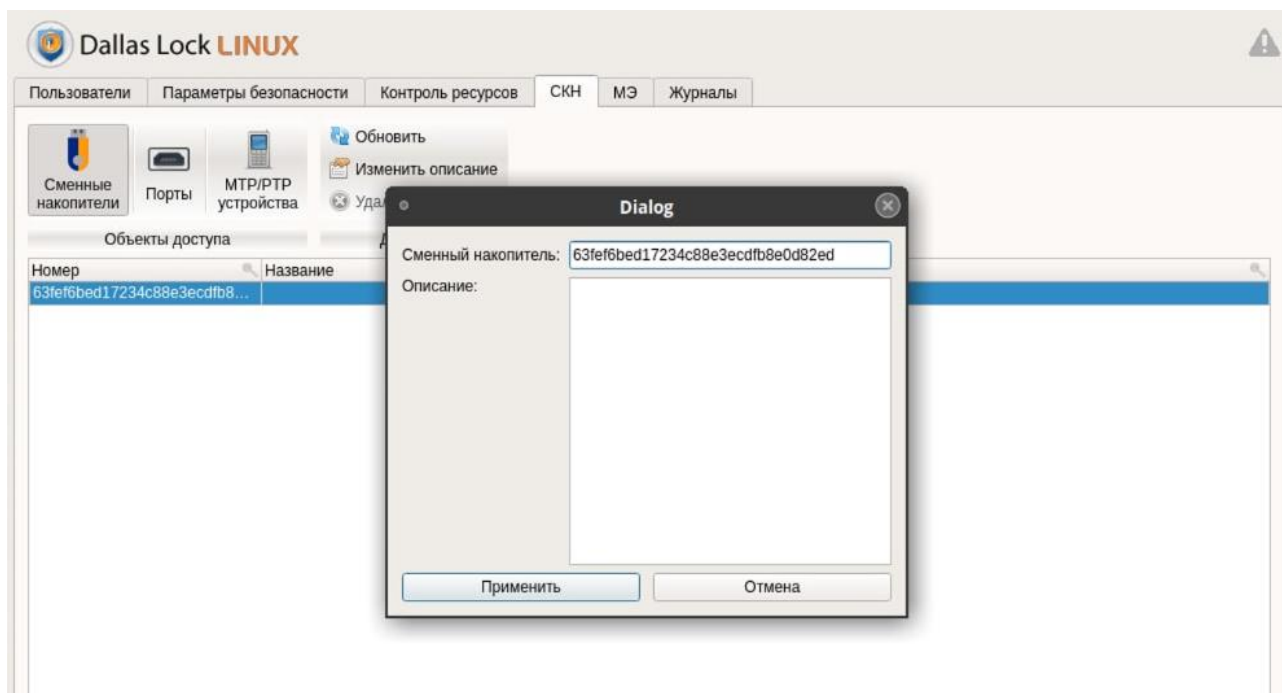 Dallas Lock LINUX
Пользователи Параметры безопасности Контроль ресурсов СКН МЭ Журналы
Обновить
Изменить описание
Сменные накопители
Порты
MTP/PTP устройства
Объекты доступа
Dialog
Сменный накопитель: 63fef6bed17234c88e3ecdfb8e0d82ed
Описание:
Номер Название
63fef6bed17234c88e3ecdfb8...
Применить Отмена